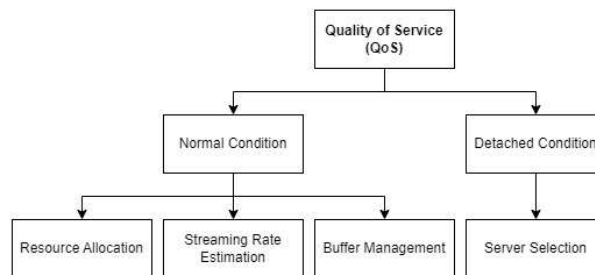 Quality of Service
(QoS)
Normal Condition
Detached Condition
Resource Allocation
Streaming Rate
Estimation
Buffer Management
Server Selection